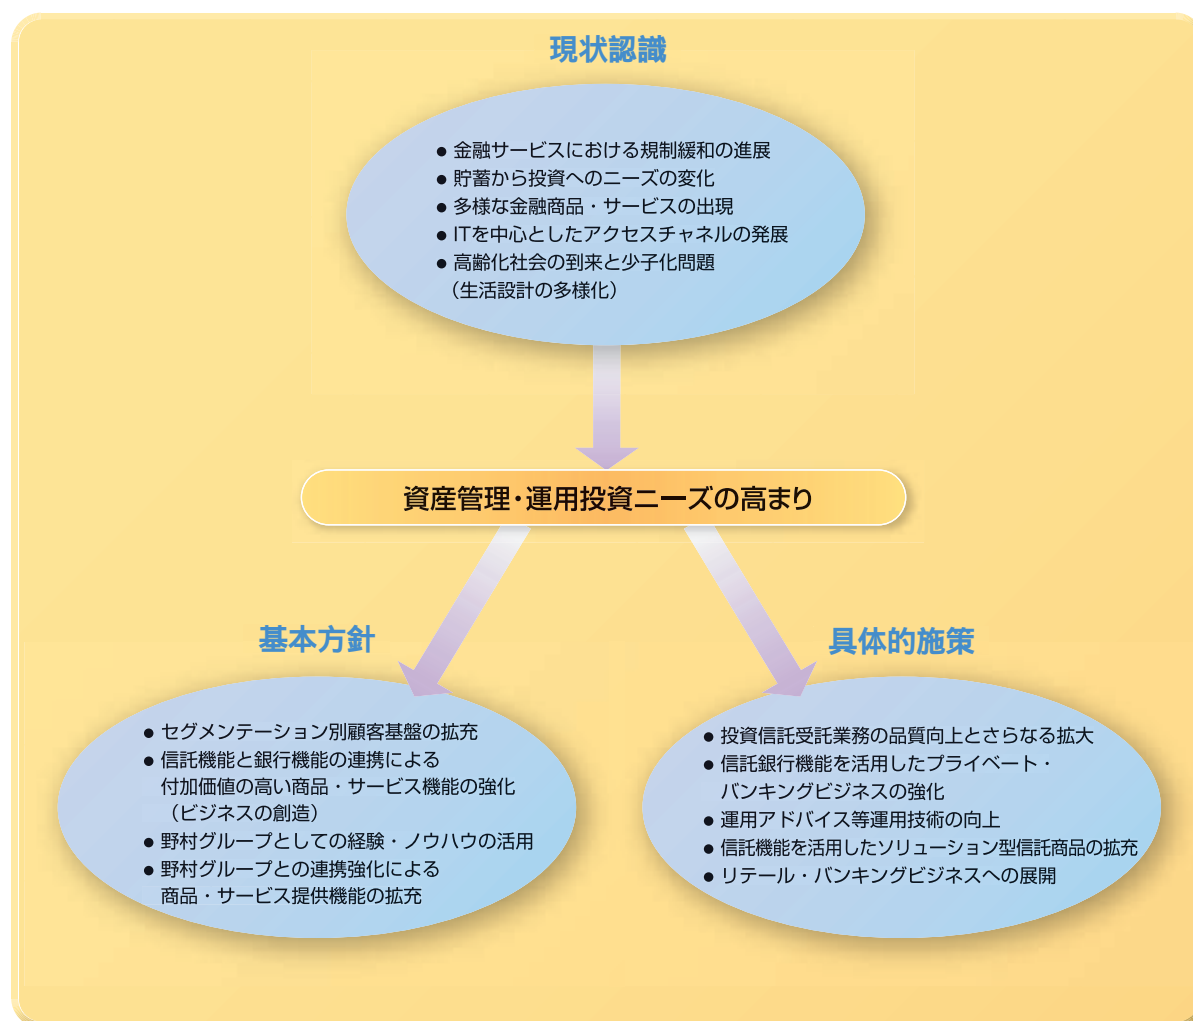 現状認識
● 金融サービスにおける規制緩和の進展
● 貯蓄から投資へのニーズの変化
● 多様な金融商品・サービスの出現
● ITを中心としたアクセスチャネルの発展
● 高齢化社会の到来と少子化問題
（生活設計の多様化）
資産管理・運用投資ニーズの高まり
基本方針
● セグメンテーション別顧客基盤の拡充
● 信託機能と銀行機能の連携による
付加価値の高い商品・サービス機能の強化
（ビジネスの創造）
● 野村グループとしての経験・ノウハウの活用
● 野村グループとの連携強化による
商品・サービス提供機能の拡充
具体的施策
● 投資信託受託業務の品質向上とさらなる拡大
● 信託銀行機能を活用したプライベート・
バンキングビジネスの強化
● 運用アドバイス等運用技術の向上
● 信託機能を活用したソリューション型信託商品の拡充
● リテール・バンキングビジネスへの展開